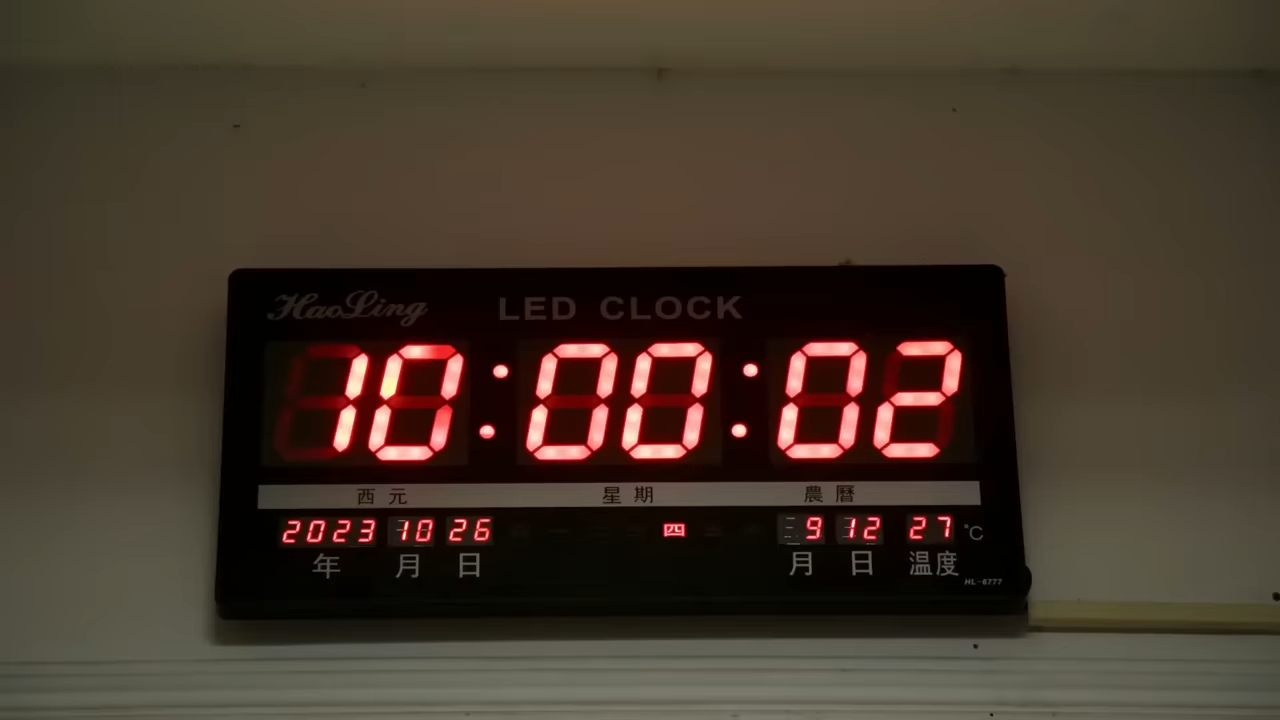 HaoLing LED CLOCK
10:00:02
西元 星期 農曆
2023 10 26 四 9 12 27 °C
年 月 日 月 日 温度
HL-6777